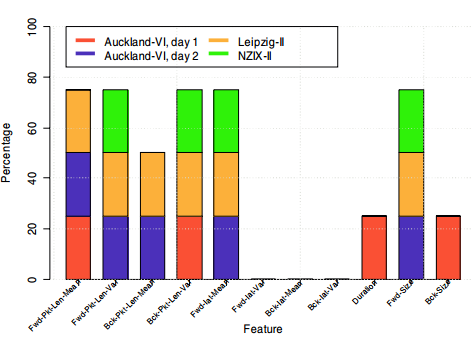 100
80
60
40
20
0
Percentage
Auckland-VI, day 1
Auckland-VI, day 2
Leipzig-II
NZIX-II
Fwd-Pkt-Len-Mean
Fwd-Pkt-Len-Var
Bck-Pkt-Len-Mean
Bck-Pkt-Len-Var
Fwd-Iat-Mean
Fwd-Iat-Var
Bck-Iat-Mean
Bck-Iat-Var
Duration
Fwd-Size
Bck-Size
Feature